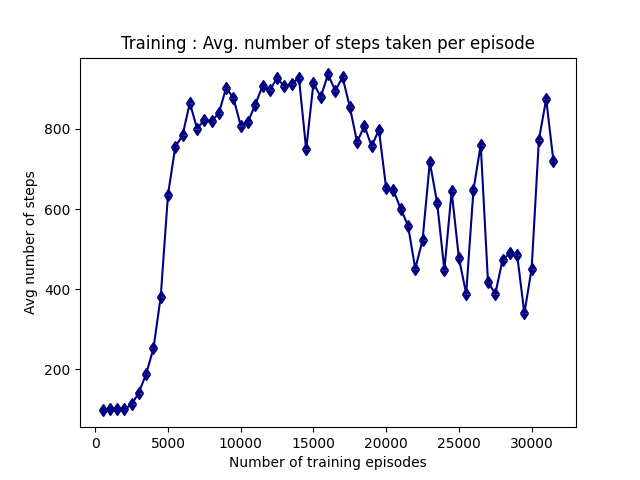 Training : Avg. number of steps taken per episode
Avg number of steps
800
600
400
200
0 5000 10000 15000 20000 25000 30000
Number of training episodes